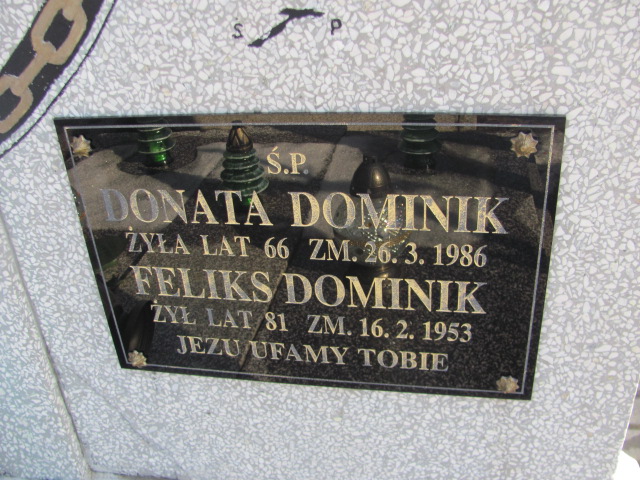 S P
Ś.P.
DONATA DOMINIK
ŻYŁA LAT 66 ZM. 26. 3. 1986
FELIKS DOMINIK
ŻYŁ LAT 81 ZM. 16. 2. 1953
JEZU UFAMY TOBIE